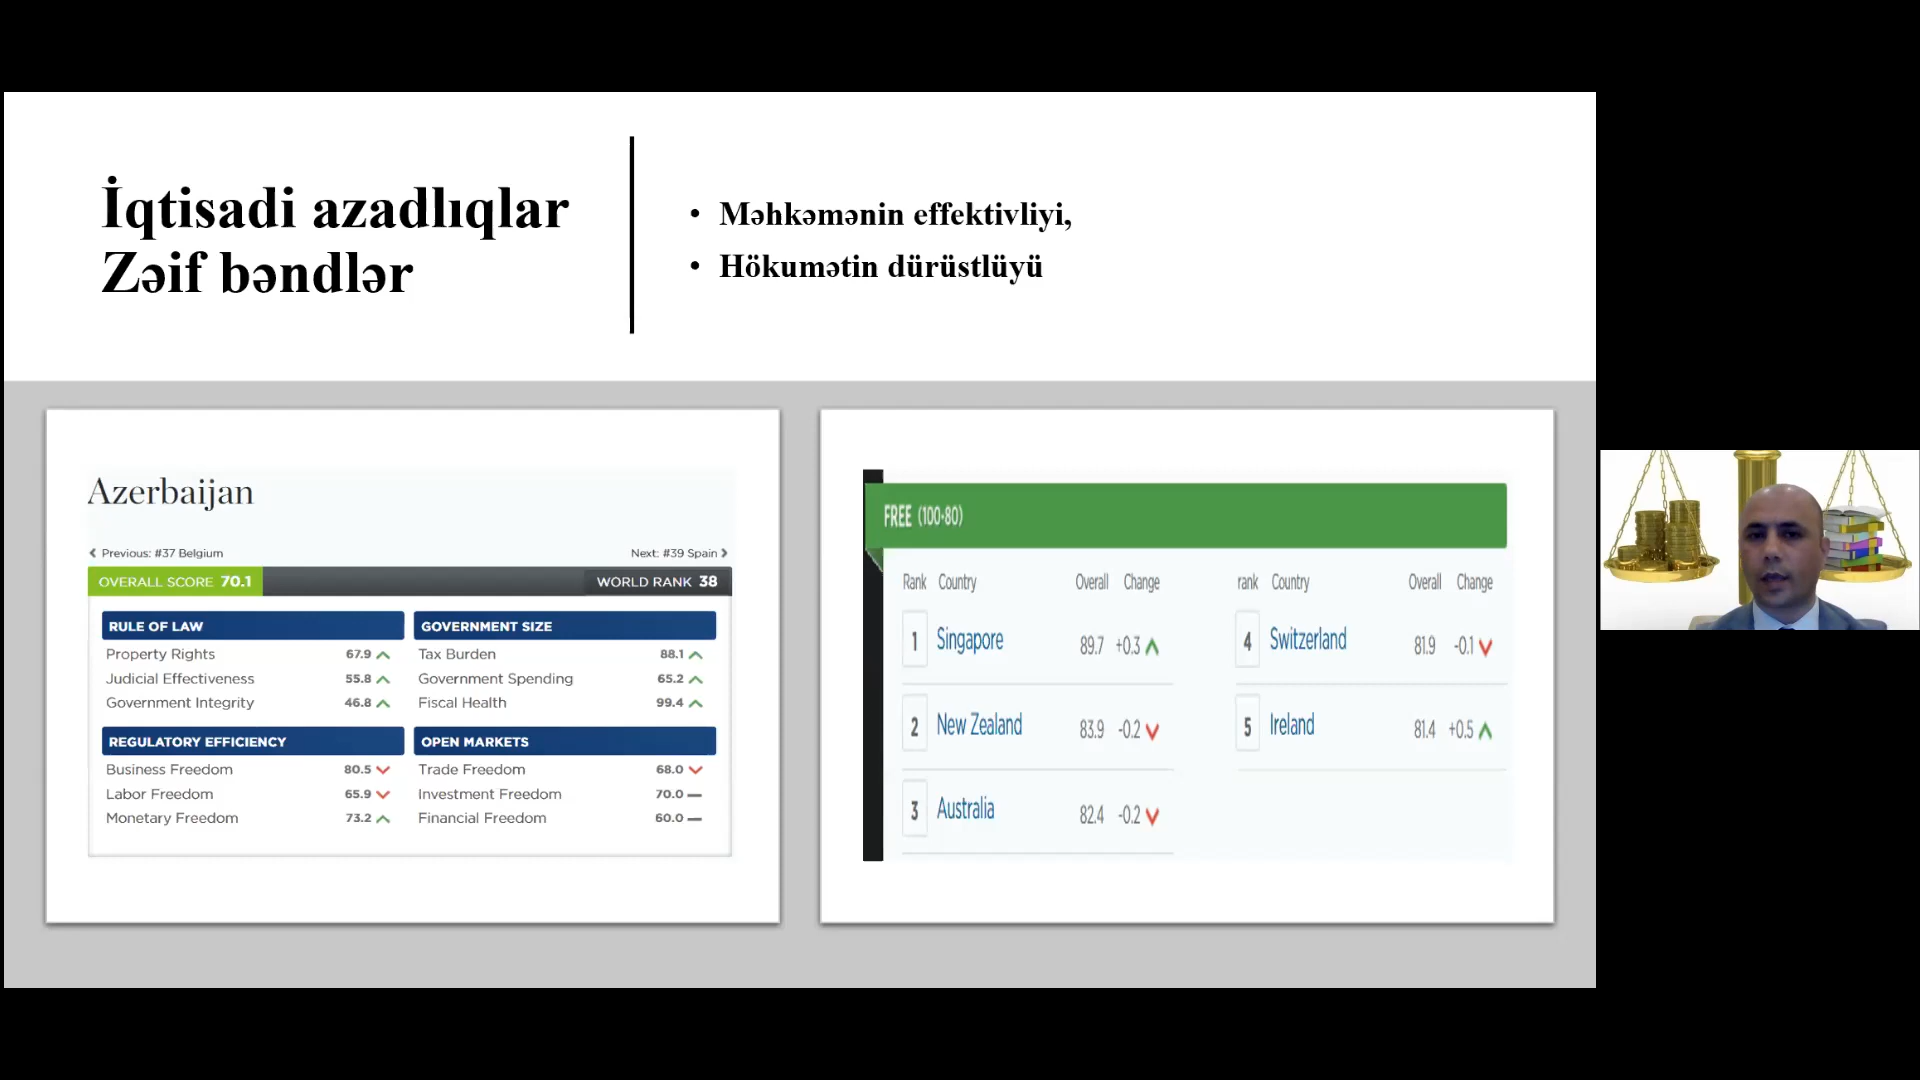 İqtisadi azadlıqlar
Zəif bəndlər
• Məhkəmənin effektivliyi,
• Hökumətin dürüstlüyü
Azerbaijan
Previous: #37 Belgium
Next: #39 Spain
OVERALL SCORE 70.1
WORLD RANK 38
RULE OF LAW
Property Rights 67.9
Judicial Effectiveness 55.8
Government Integrity 46.8
GOVERNMENT SIZE
Tax Burden 88.1
Government Spending 65.2
Fiscal Health 99.4
REGULATORY EFFICIENCY
Business Freedom 80.5
Labor Freedom 65.9
Monetary Freedom 73.2
OPEN MARKETS
Trade Freedom 68.0
Investment Freedom 70.0
Financial Freedom 60.0
FREE (100-80)
Rank Country Overall Change
1 Singapore 89.7 +0.3
2 New Zealand 83.9 -0.2
3 Australia 82.4 -0.2
rank Country Overall Change
4 Switzerland 81.9 -0.1
5 Ireland 81.4 +0.5